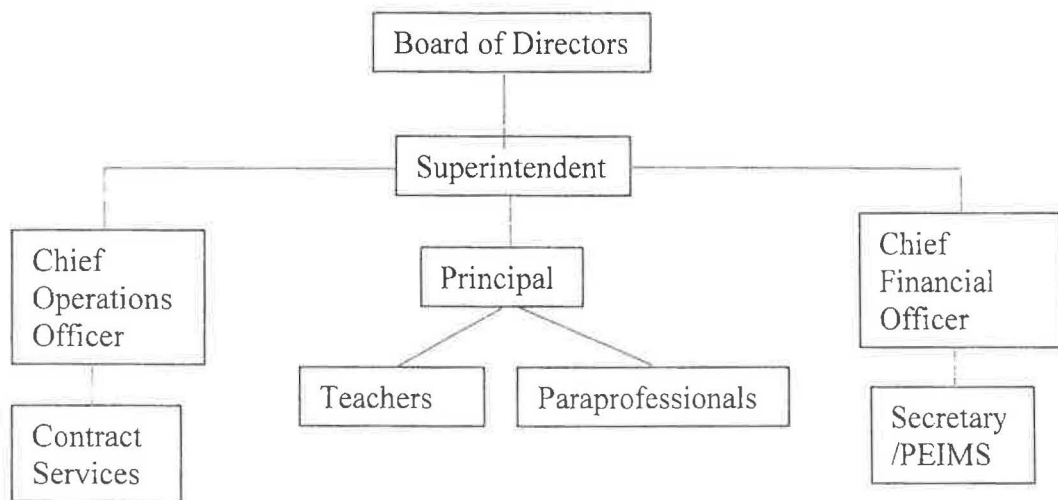 Board of Directors
Superintendent
Chief
Operations
Officer
Principal
Chief
Financial
Officer
Teachers
Paraprofessionals
Contract
Services
Secretary
/PEIMS